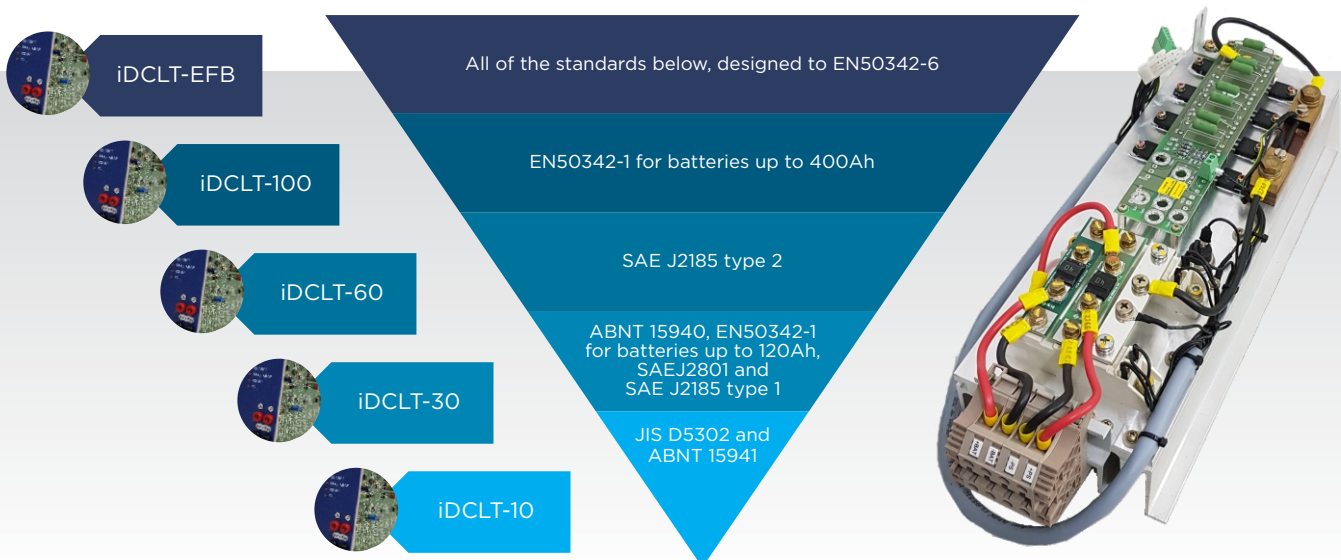 iDCLT-EFB
All of the standards below, designed to EN50342-6
iDCLT-100
EN50342-1 for batteries up to 400Ah
iDCLT-60
SAE J2185 type 2
iDCLT-30
ABNT 15940, EN50342-1
for batteries up to 120Ah,
SAEJ2801 and
SAE J2185 type 1
iDCLT-10
JIS D5302 and
ABNT 15941